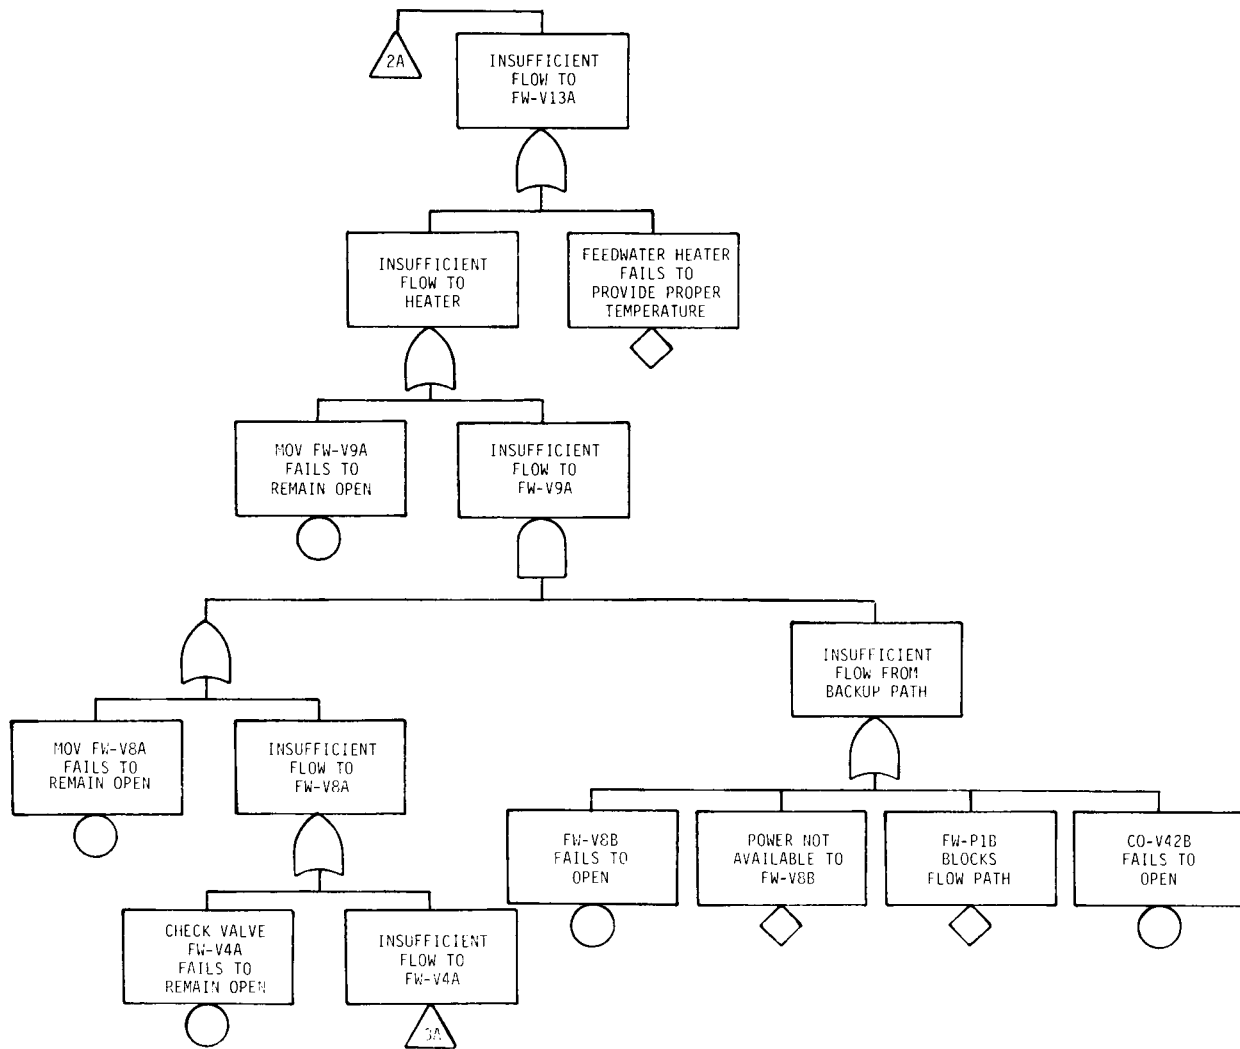 2A
INSUFFICIENT
FLOW TO
FW-V13A
INSUFFICIENT
FLOW TO
HEATER
FEEDWATER HEATER
FAILS TO
PROVIDE PROPER
TEMPERATURE
MOV FW-V9A
FAILS TO
REMAIN OPEN
INSUFFICIENT
FLOW TO
FW-V9A
INSUFFICIENT
FLOW FROM
BACKUP PATH
MOV FW-V8A
FAILS TO
REMAIN OPEN
INSUFFICIENT
FLOW TO
FW-V8A
FW-V8B
FAILS TO
OPEN
POWER NOT
AVAILABLE TO
FW-V8B
FW-P1B
BLOCKS
FLOW PATH
CO-V42B
FAILS TO
OPEN
CHECK VALVE
FW-V4A
FAILS TO
REMAIN OPEN
INSUFFICIENT
FLOW TO
FW-V4A
3A